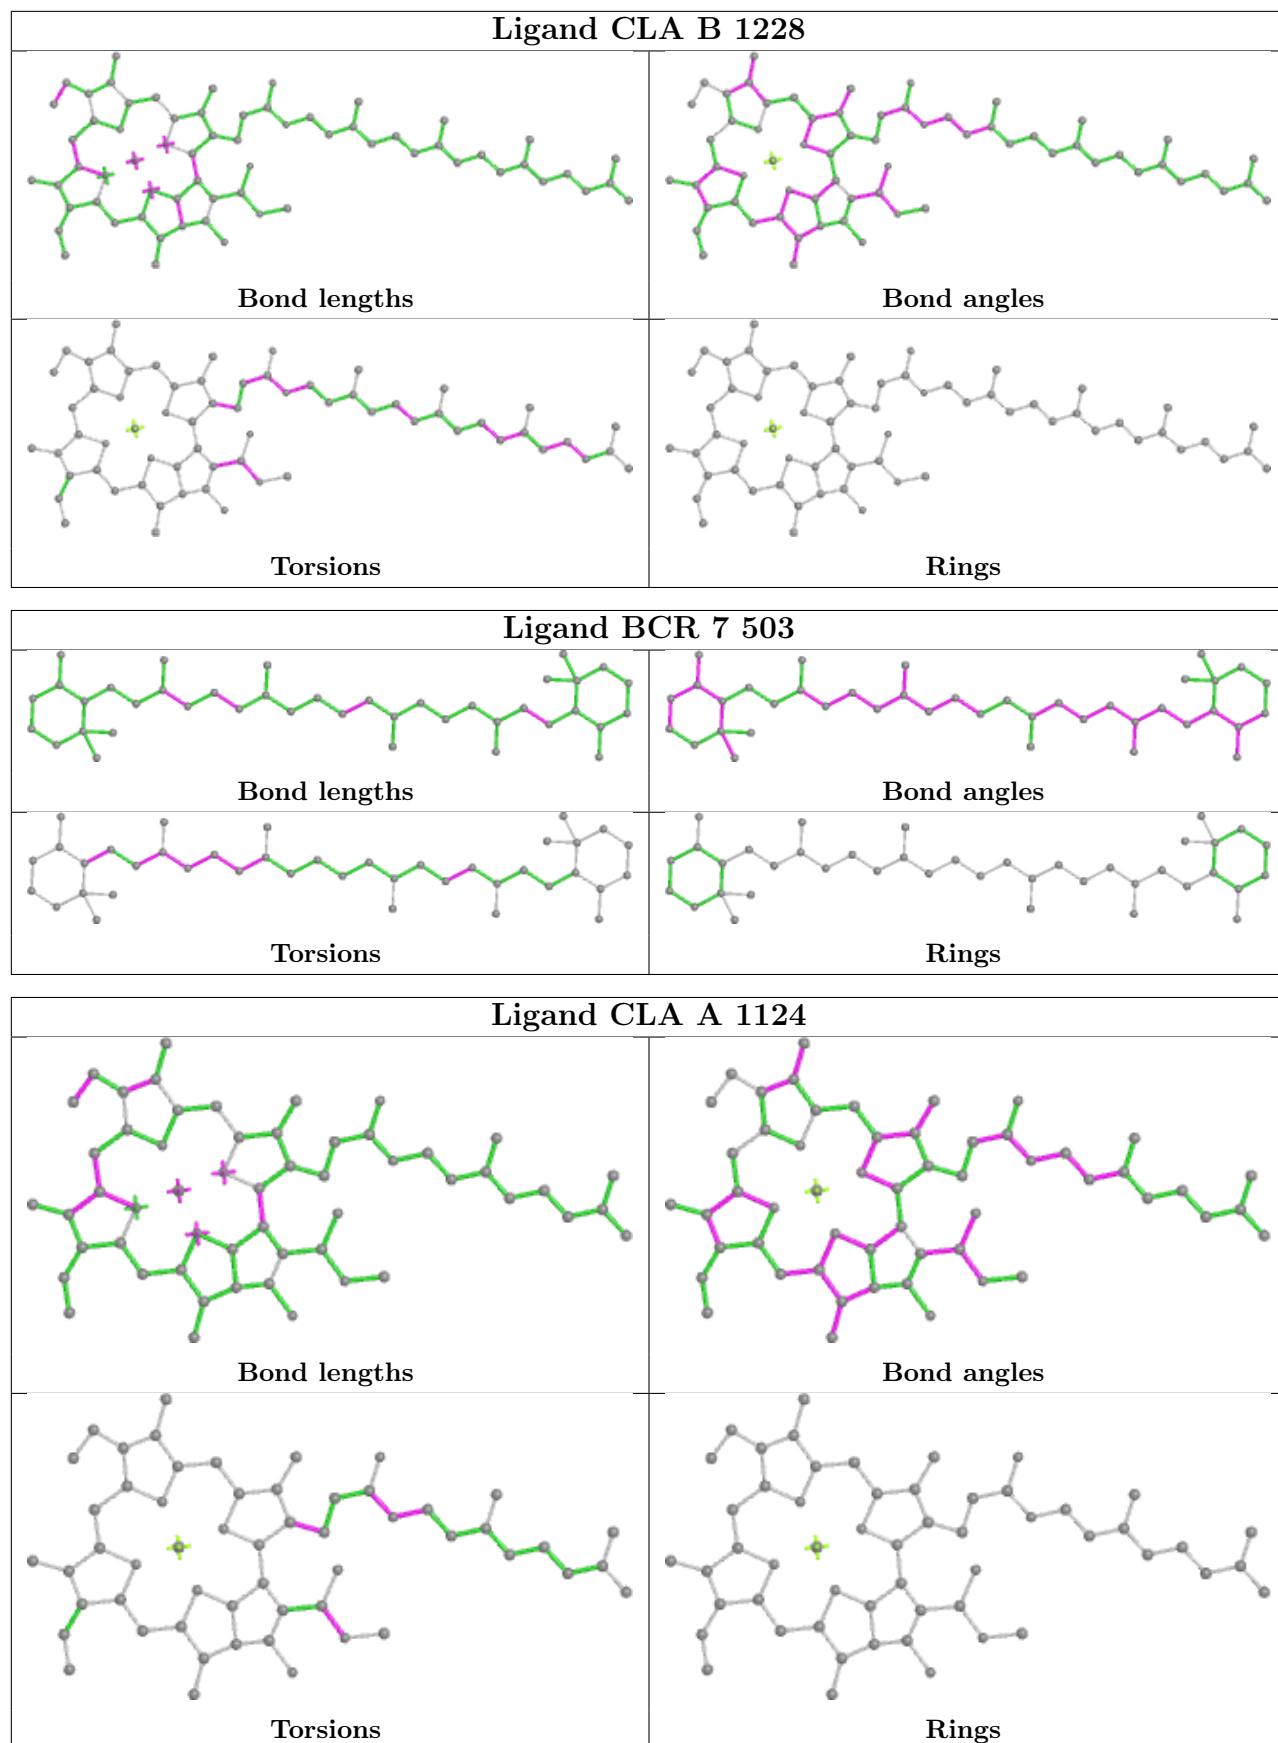 Ligand CLA B 1228
Bond lengths
Bond angles
Torsions
Rings
Ligand BCR 7 503
Bond lengths
Bond angles
Torsions
Rings
Ligand CLA A 1124
Bond lengths
Bond angles
Torsions
Rings